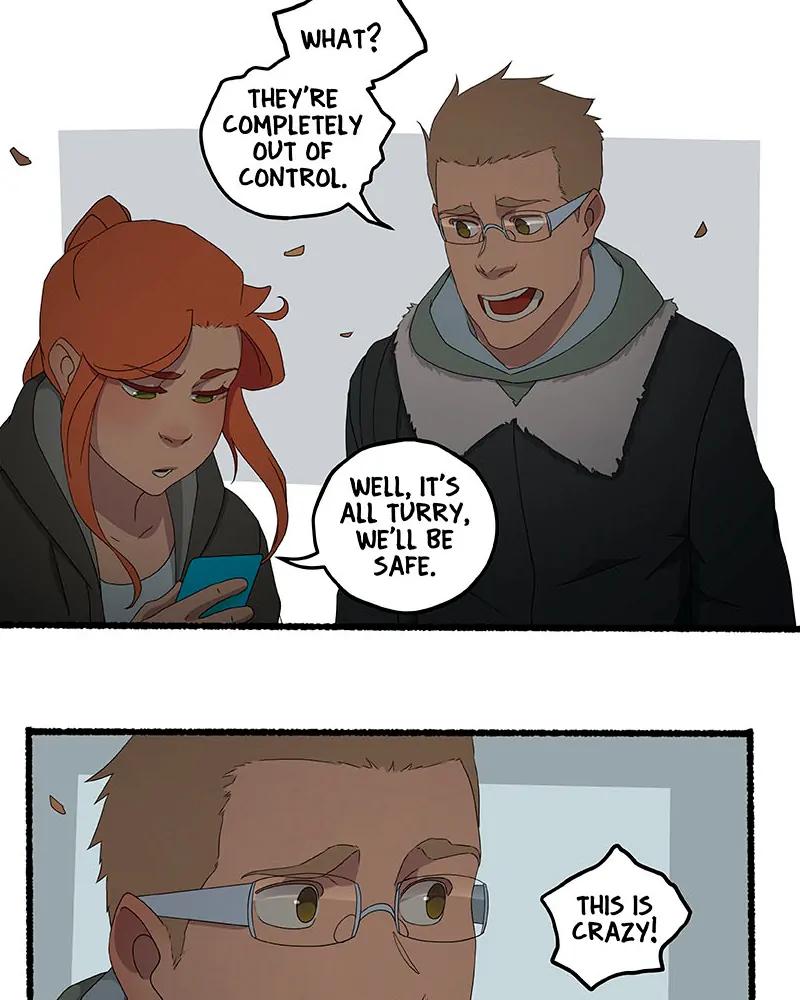 WHAT?
THEY'RE
COMPLETELY
OUT OF
CONTROL.
WELL, IT'S
ALL TURRY,
WE'LL BE
SAFE.
THIS IS
CRAZY!